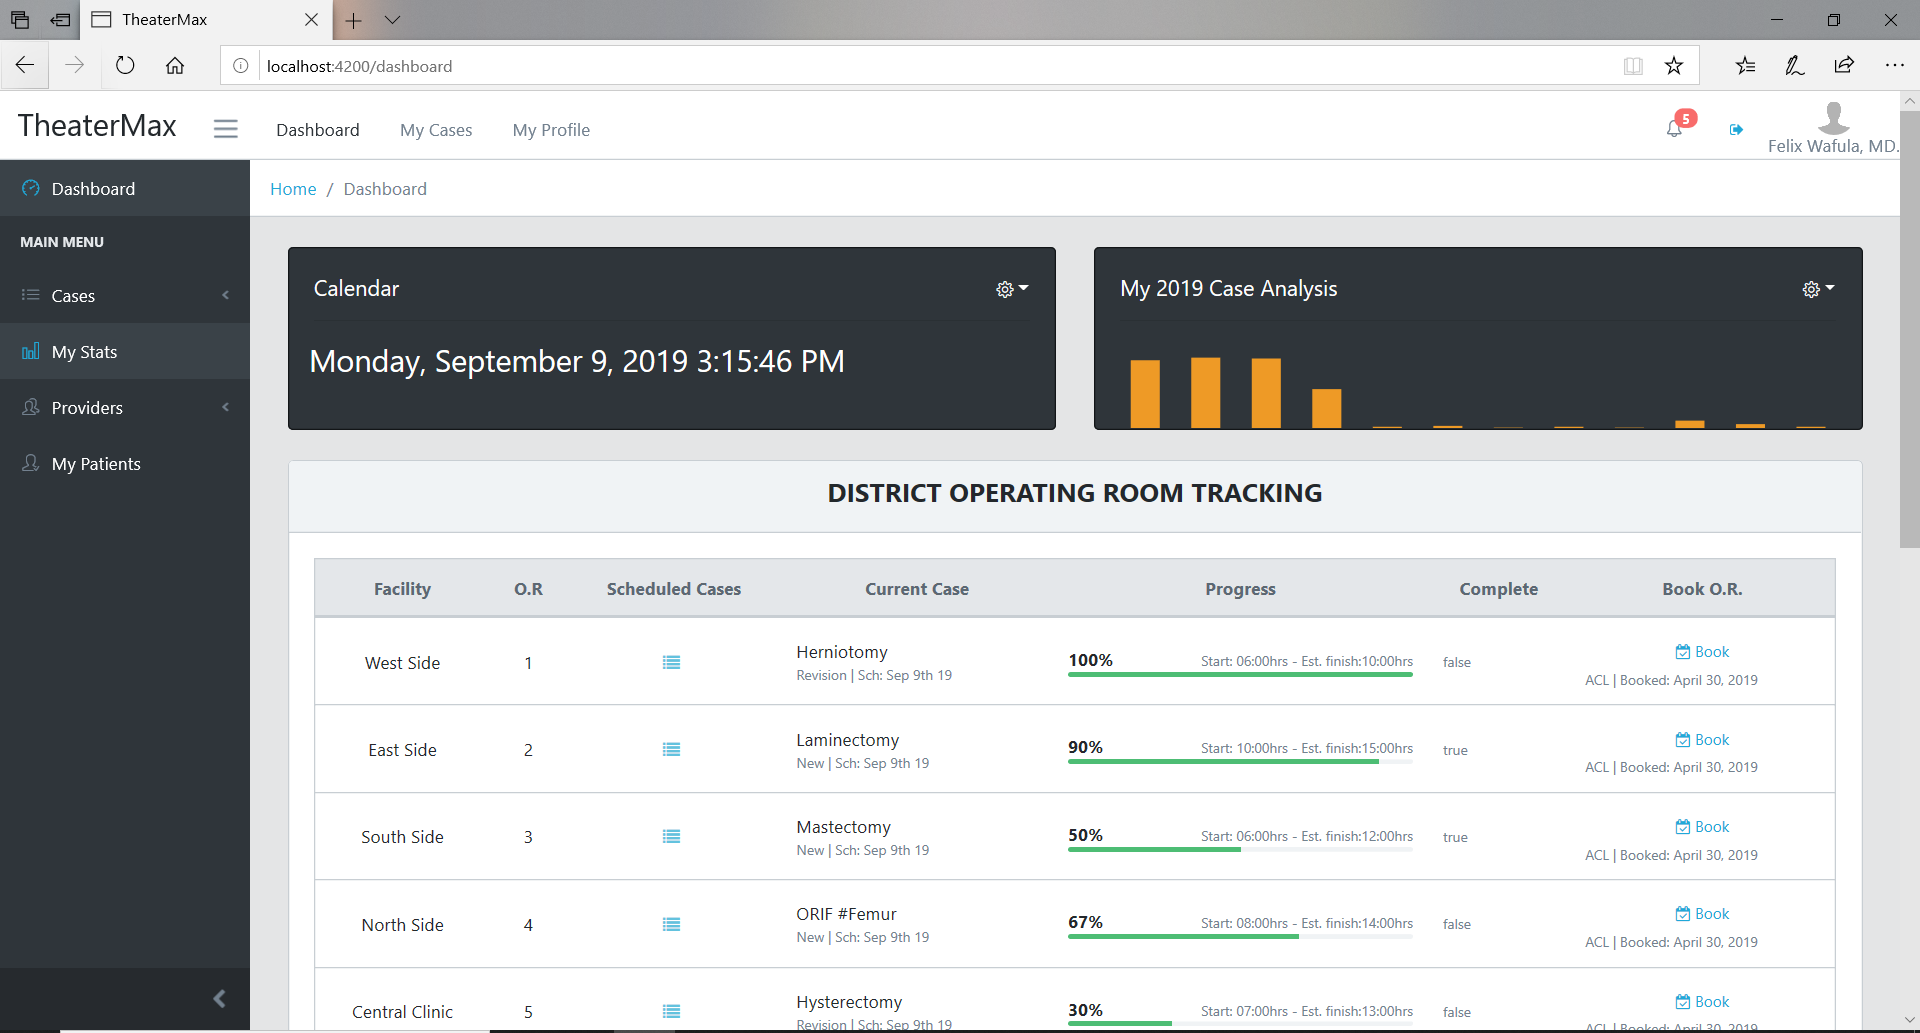 TheaterMax
localhost:4200/dashboard
TheaterMax
Dashboard
My Cases
My Profile
5
Felix Wafula, MD.
Dashboard
MAIN MENU
Cases
My Stats
Providers
My Patients
Home / Dashboard
Calendar
Monday, September 9, 2019 3:15:46 PM
My 2019 Case Analysis
DISTRICT OPERATING ROOM TRACKING
Facility O.R Scheduled Cases Current Case Progress Complete Book O.R.
West Side 1 Herniotomy 100% Start: 06:00hrs - Est. finish:10:00hrs false Book
Revision | Sch: Sep 9th 19 ACL | Booked: April 30, 2019
East Side 2 Laminectomy 90% Start: 10:00hrs - Est. finish:15:00hrs true Book
New | Sch: Sep 9th 19 ACL | Booked: April 30, 2019
South Side 3 Mastectomy 50% Start: 06:00hrs - Est. finish:12:00hrs true Book
New | Sch: Sep 9th 19 ACL | Booked: April 30, 2019
North Side 4 ORIF #Femur 67% Start: 08:00hrs - Est. finish:14:00hrs false Book
New | Sch: Sep 9th 19 ACL | Booked: April 30, 2019
Central Clinic 5 Hysterectomy 30% Start: 07:00hrs - Est. finish:13:00hrs false Book
Revision | Sch: Sep 9th 19 ACL | Booked: April 30, 2019